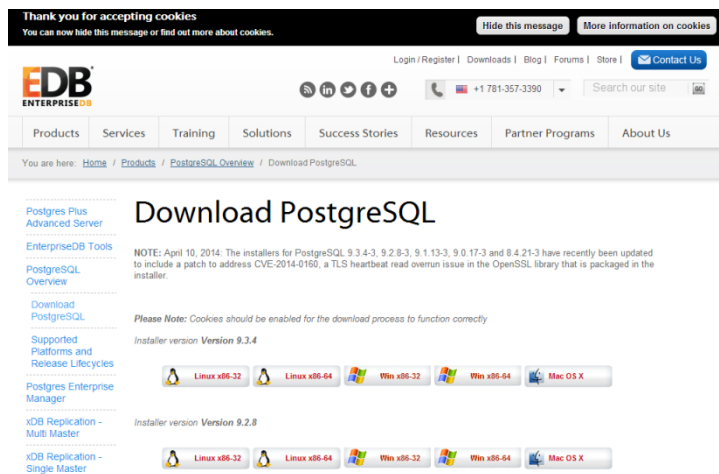 Thank you for accepting cookies
You can now hide this message or find out more about cookies.
Hide this message
More information on cookies
Login / Register | Downloads | Blog | Forums | Store |
Contact Us
EDB
ENTERPRISEDB
+1 781-357-3390
Search our site
GO
Products Services Training Solutions Success Stories Resources Partner Programs About Us
You are here: Home / Products / PostgreSQL Overview / Download PostgreSQL
Postgres Plus
Advanced Server
EnterpriseDB Tools
PostgreSQL
Overview
Download
PostgreSQL
Supported
Platforms and
Release Lifecycles
Postgres Enterprise
Manager
xDB Replication -
Multi Master
xDB Replication -
Single Master
Download PostgreSQL
NOTE: April 10, 2014: The installers for PostgreSQL 9.3.4-3, 9.2.8-3, 9.1.13-3, 9.0.17-3 and 8.4.21-3 have recently been updated
to include a patch to address CVE-2014-0160, a TLS heartbeat read overrun issue in the OpenSSL library that is packaged in the
installer.
Please Note: Cookies should be enabled for the download process to function correctly
Installer version Version 9.3.4
Linux x86-32 Linux x86-64 Win x86-32 Win x86-64 Mac OS X
Installer version Version 9.2.8
Linux x86-32 Linux x86-64 Win x86-32 Win x86-64 Mac OS X